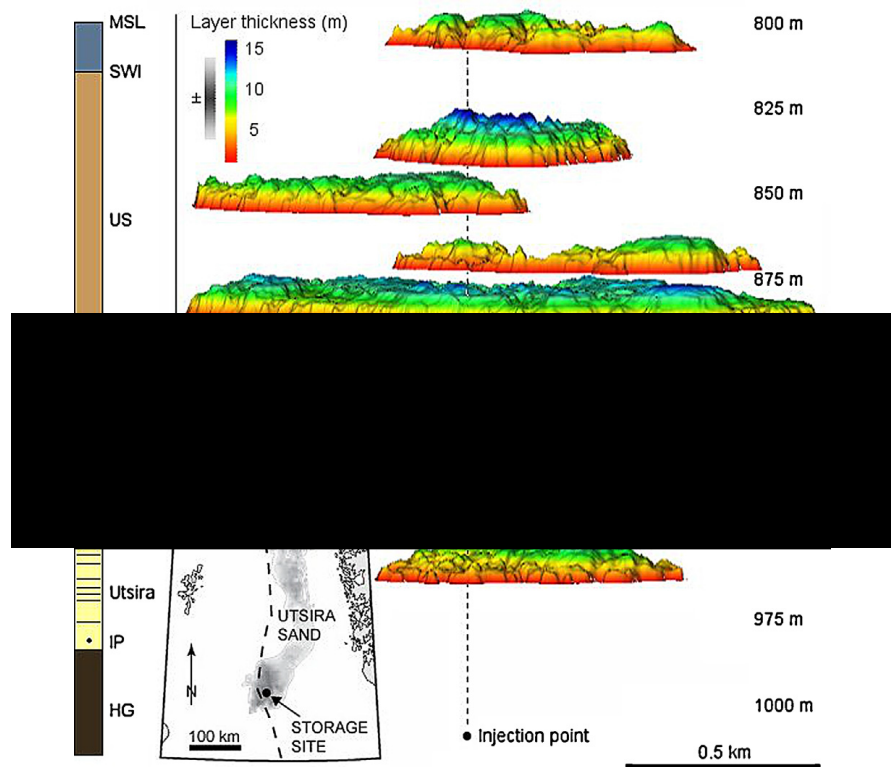 MSL
SWI
US
Utsira
IP
HG
Layer thickness (m)
±
15
10
5
800 m
825 m
850 m
875 m
975 m
1000 m
UTSIRA
SAND
N
STORAGE
SITE
100 km
Injection point
0.5 km